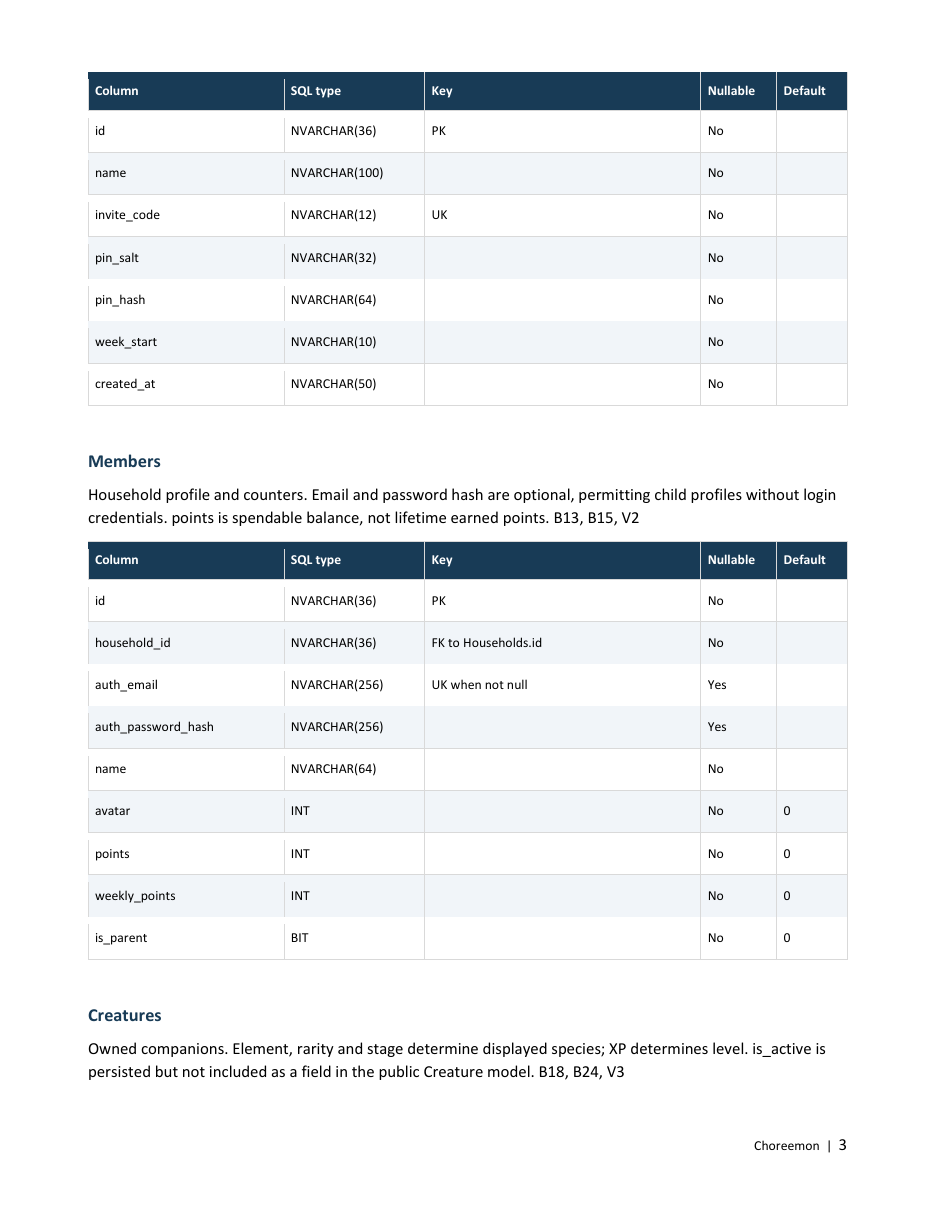 Column SQL type Key Nullable Default
id NVARCHAR(36) PK No
name NVARCHAR(100) No
invite_code NVARCHAR(12) UK No
pin_salt NVARCHAR(32) No
pin_hash NVARCHAR(64) No
week_start NVARCHAR(10) No
created_at NVARCHAR(50) No
Members
Household profile and counters. Email and password hash are optional, permitting child profiles without login
credentials. points is spendable balance, not lifetime earned points. B13, B15, V2
Column SQL type Key Nullable Default
id NVARCHAR(36) PK No
household_id NVARCHAR(36) FK to Households.id No
auth_email NVARCHAR(256) UK when not null Yes
auth_password_hash NVARCHAR(256) Yes
name NVARCHAR(64) No
avatar INT No 0
points INT No 0
weekly_points INT No 0
is_parent BIT No 0
Creatures
Owned companions. Element, rarity and stage determine displayed species; XP determines level. is_active is
persisted but not included as a field in the public Creature model. B18, B24, V3
Choreemon | 3